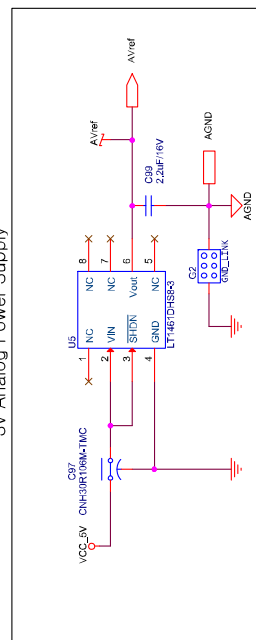 3V Analog Power Supply
VCC_5V
C97
CNH30R106M-TMC
U5
1
NC
2
VIN
3
SHDN
4
GND
8
NC
7
NC
6
Vout
5
NC
LT1461DHS8-3
AVref
AVref
C99
2.2uF/16V
AGND
AGND
G2
GND_LINK